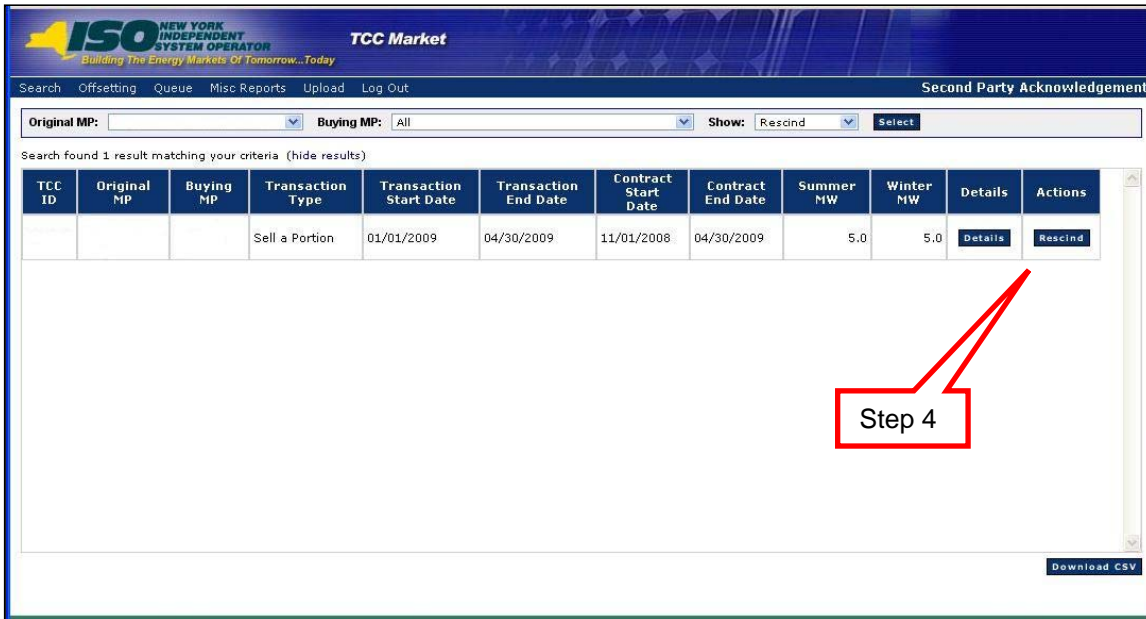 ISO NEW YORK
INDEPENDENT
SYSTEM OPERATOR
Building The Energy Markets Of Tomorrow...Today
TCC Market
Search Offsetting Queue Misc Reports Upload Log Out Second Party Acknowledgement
Original MP: Buying MP: All Show: Rescind Select
Search found 1 result matching your criteria (hide results)
TCC ID Original MP Buying MP Transaction Type Transaction Start Date Transaction End Date Contract Start Date Contract End Date Summer MW Winter MW Details Actions
Sell a Portion 01/01/2009 04/30/2009 11/01/2008 04/30/2009 5.0 5.0 Details Rescind
Step 4
Download CSV